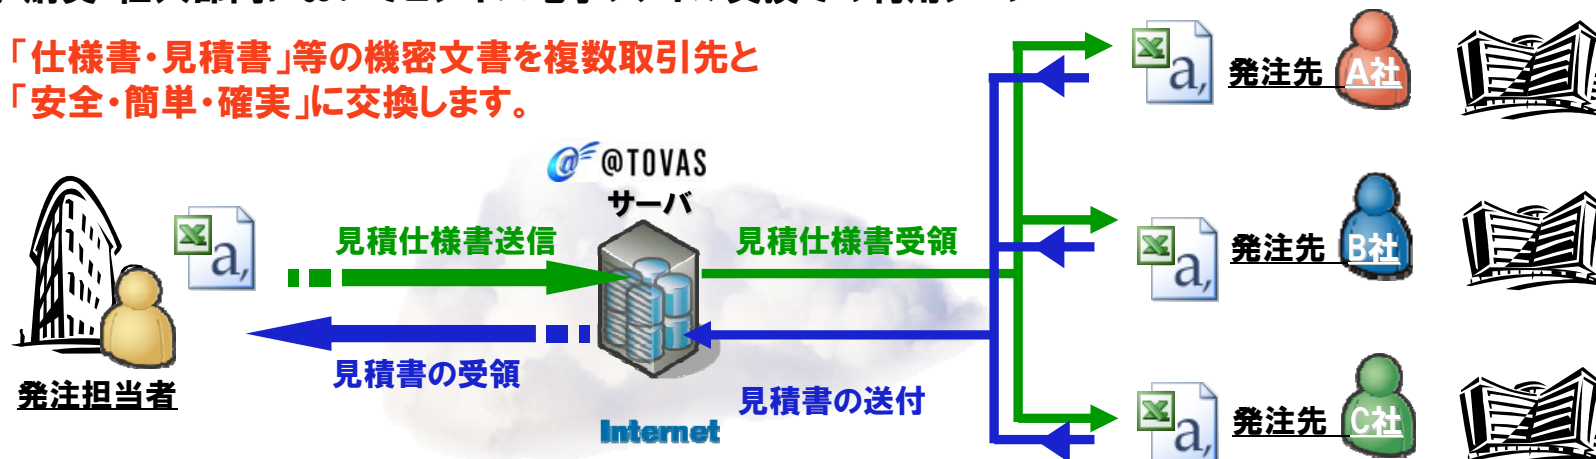 「仕様書・見積書」等の機密文書を複数取引先と
「安全・簡単・確実」に交換します。
@TOVAS
サーバ
見積仕様書送信
見積仕様書受領
見積書の受領
見積書の送付
発注担当者
Internet
発注先 A社
発注先 B社
発注先 C社
a,
a,
a,
a,